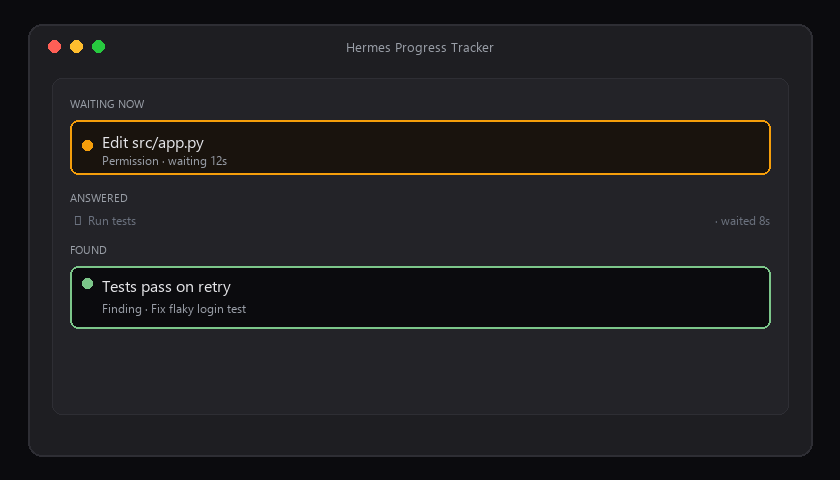 Hermes Progress Tracker
WAITING NOW
Edit src/app.py
Permission · waiting 12s
ANSWERED
Run tests · waited 8s
FOUND
Tests pass on retry
Finding · Fix flaky login test